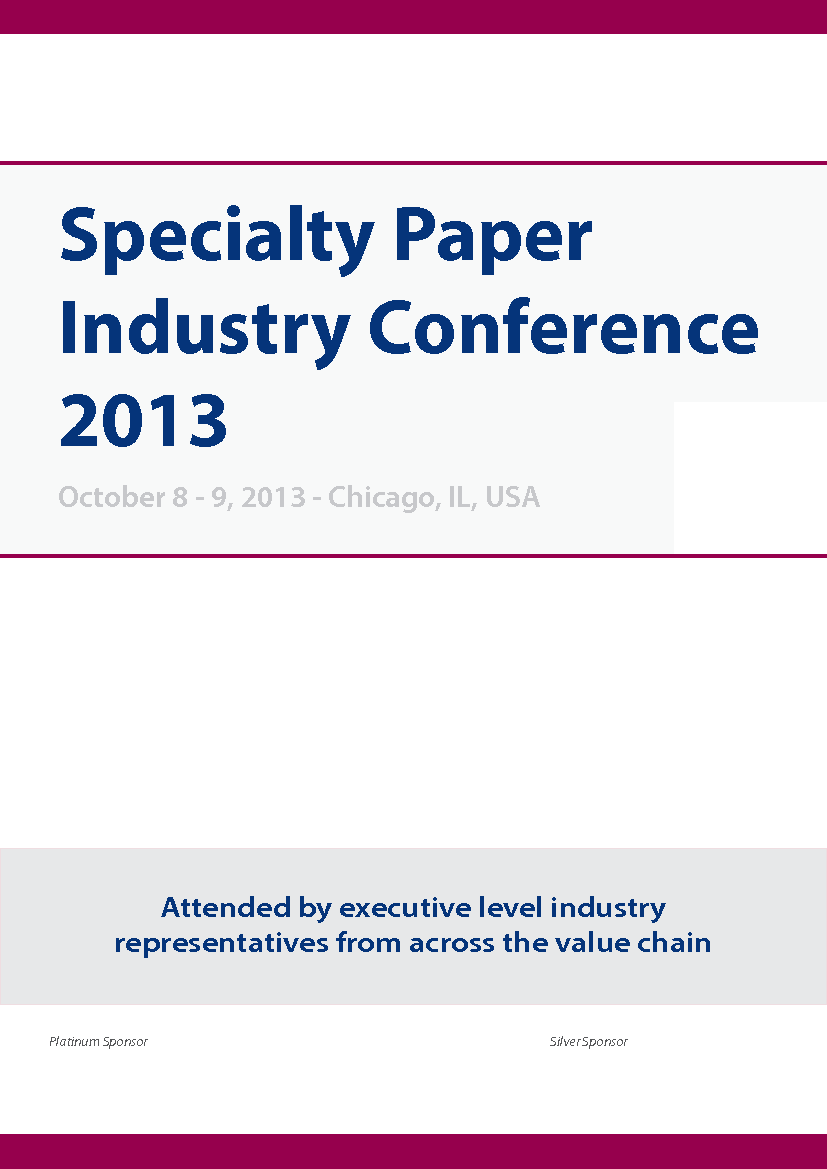 Specialty Paper
Industry Conference
2013
October 8 - 9, 2013 - Chicago, IL, USA
Attended by executive level industry
representatives from across the value chain
Platinum Sponsor
Silver Sponsor